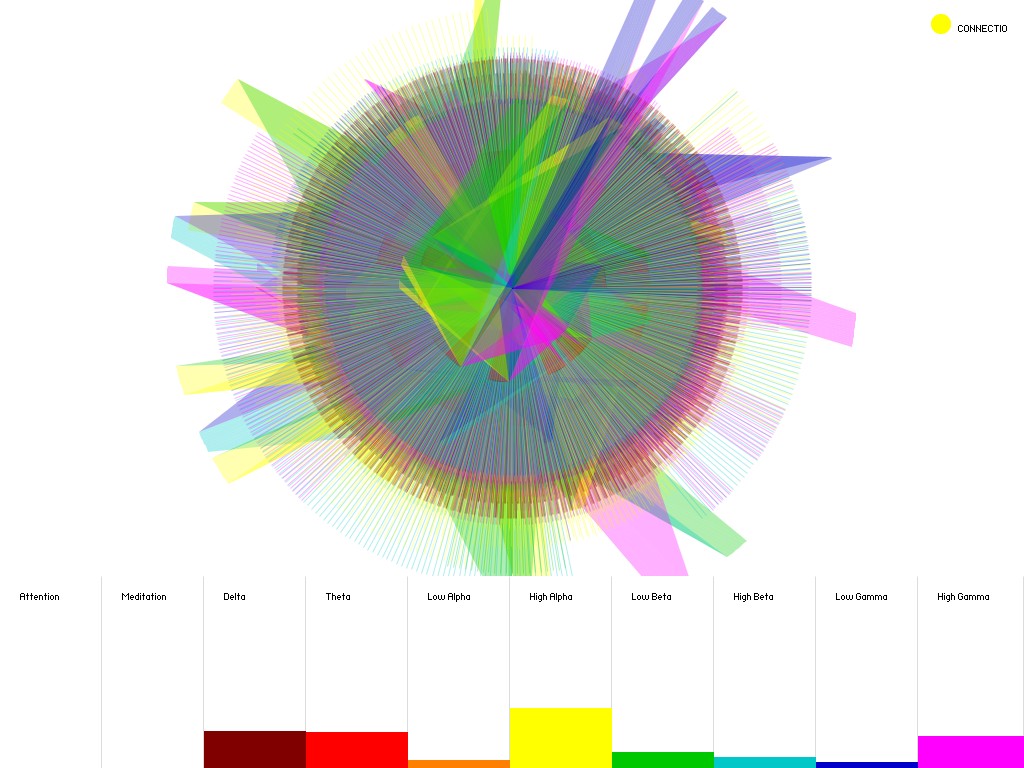 CONNECTIO
Attention
Meditation
Delta
Theta
Low Alpha
High Alpha
Low Beta
High Beta
Low Gamma
High Gamma